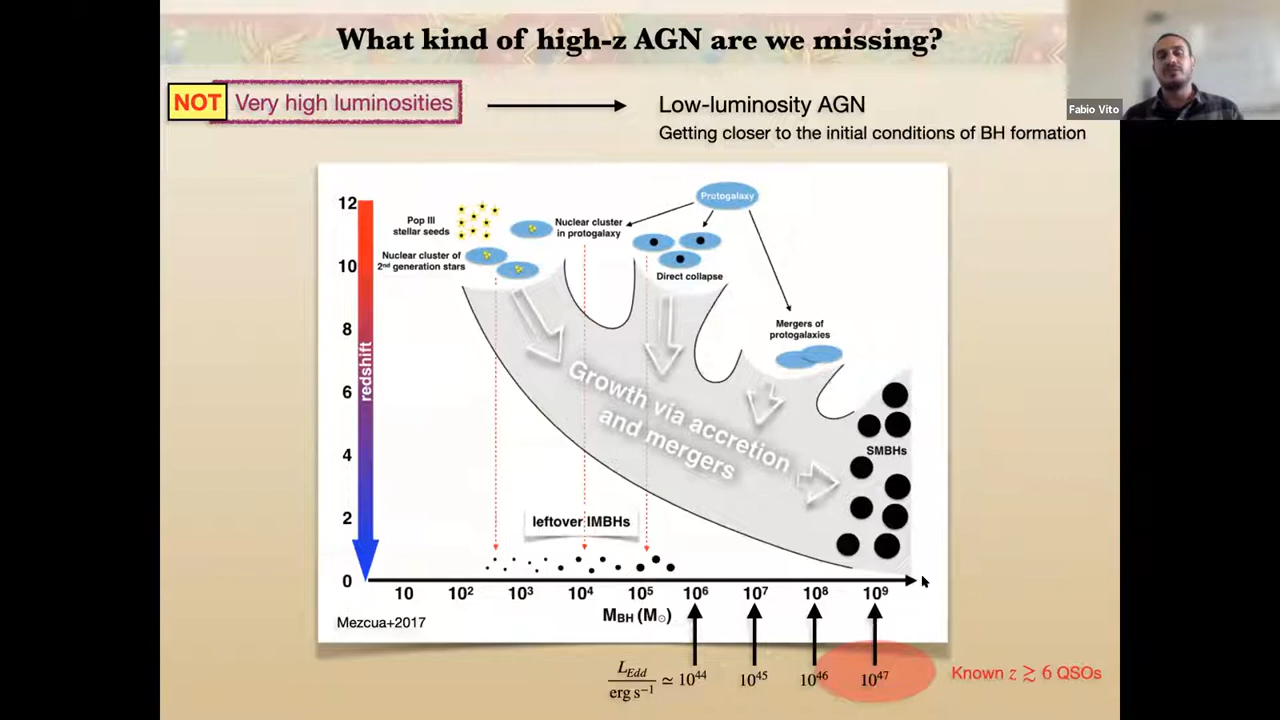 What kind of high-z AGN are we missing?
Fabio Vito
NOT Very high luminosities
Low-luminosity AGN
Getting closer to the initial conditions of BH formation
Protogalaxy
12
Pop III
stellar seeds
Nuclear cluster
in protogalaxy
Nuclear cluster of
2nd generation stars
10
Direct collapse
8
Mergers of
protogalaxies
redshift
6
Growth via accretion
and mergers
SMBHs
4
2
leftover IMBHs
0
10 10² 10³ 10⁴ 10⁵ 10⁶ 10⁷ 10⁸ 10⁹
MBH (M☉)
Mezcua+2017
L_Edd / erg s⁻¹ ≃ 10⁴⁴ 10⁴⁵ 10⁴⁶ 10⁴⁷
Known z ≳ 6 QSOs